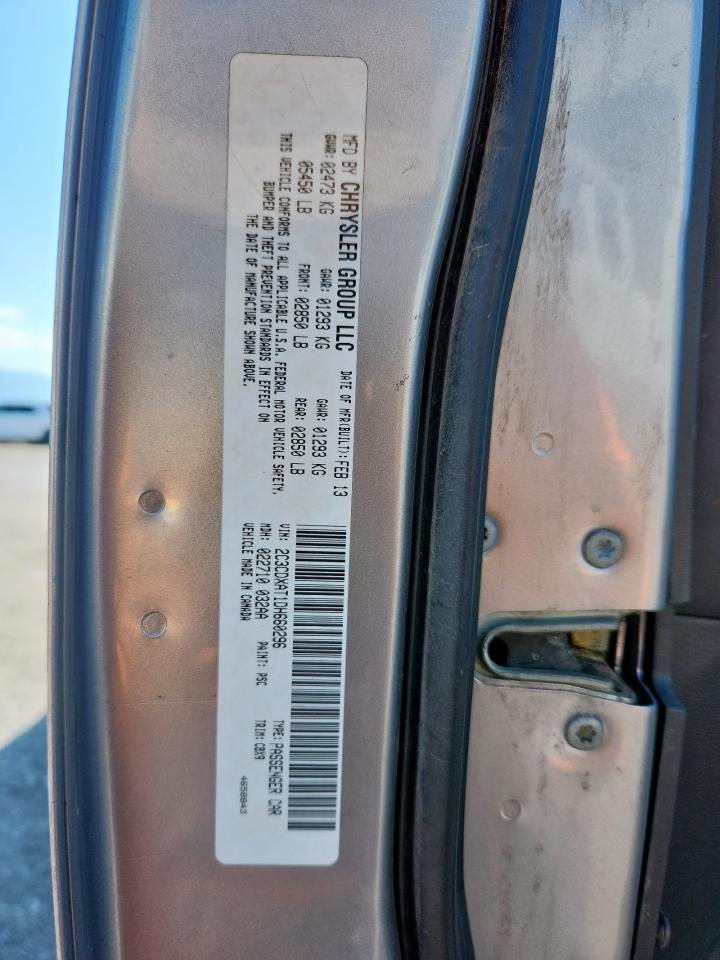 MFD BY CHRYSLER GROUP LLC DATE OF MFR(BUILT): FEB 13
GVWR: 02473 KG GAWR: 01293 KG GAWR: 01293 KG
05450 LB FRONT: 02850 LB REAR: 02850 LB
THIS VEHICLE CONFORMS TO ALL APPLICABLE U.S.A. FEDERAL MOTOR VEHICLE SAFETY,
BUMPER AND THEFT PREVENTION STANDARDS IN EFFECT ON
THE DATE OF MANUFACTURE SHOWN ABOVE.
VIN: 2C3CDXAT1DH660296 TYPE: PASSENGER CAR
MDH: 022710 032AA PAINT: PSC TRIM: CBX9
VEHICLE MADE IN CANADA 4658843